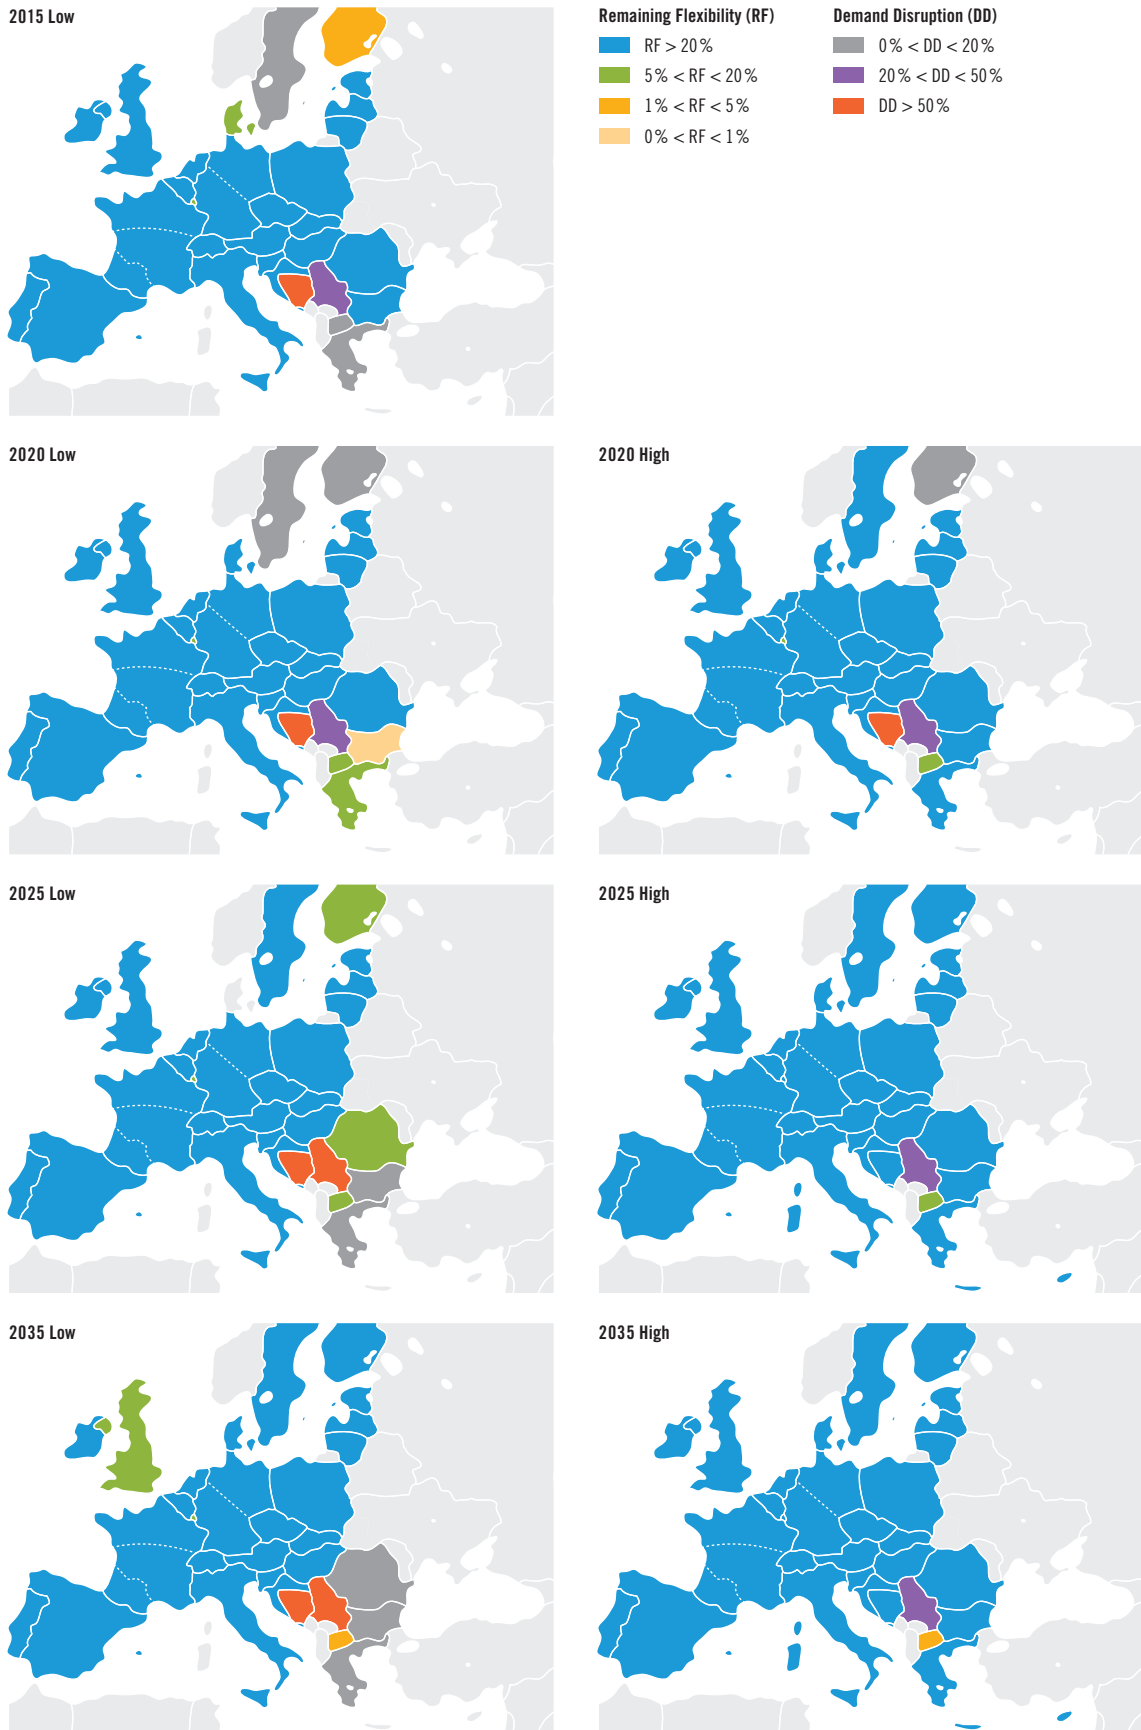 2015 Low
Remaining Flexibility (RF)
RF > 20 %
5 % < RF < 20 %
1 % < RF < 5 %
0 % < RF < 1 %
Demand Disruption (DD)
0 % < DD < 20 %
20 % < DD < 50 %
DD > 50 %
2020 Low
2020 High
2025 Low
2025 High
2035 Low
2035 High